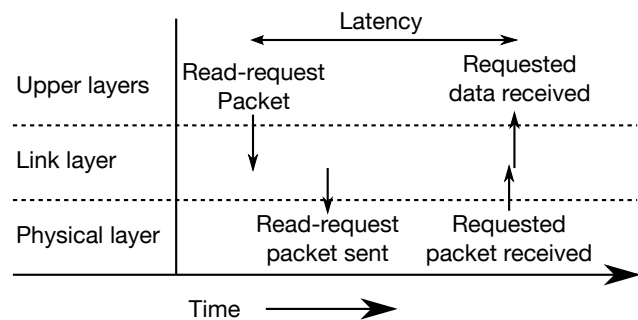 Latency
Upper layers
Read-request
Packet
Requested
data received
Link layer
Physical layer
Read-request
packet sent
Requested
packet received
Time